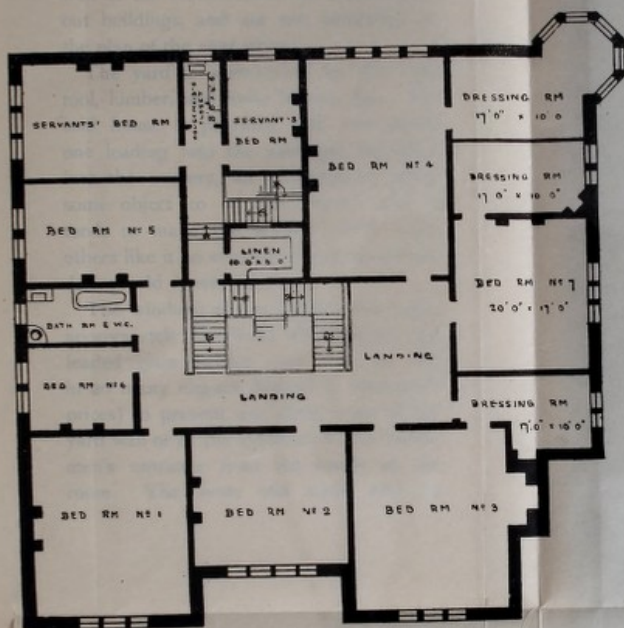 SERVANTS' BED RM
HOUSEMAID'S
CLOSET
SERVANTS
BED RM
BED RM Nº 4
DRESSING RM
17'0" × 10'0
DRESSING RM
17'0" × 10'0"
BED RM Nº 5
LINEN
BED RM Nº 7
20'0" × 17'0"
BATH RM & W.C.
LANDING
BED RM Nº 6
LANDING
DRESSING RM
17'0" × 10'0"
BED RM Nº 1
BED RM Nº 2
BED RM Nº 3